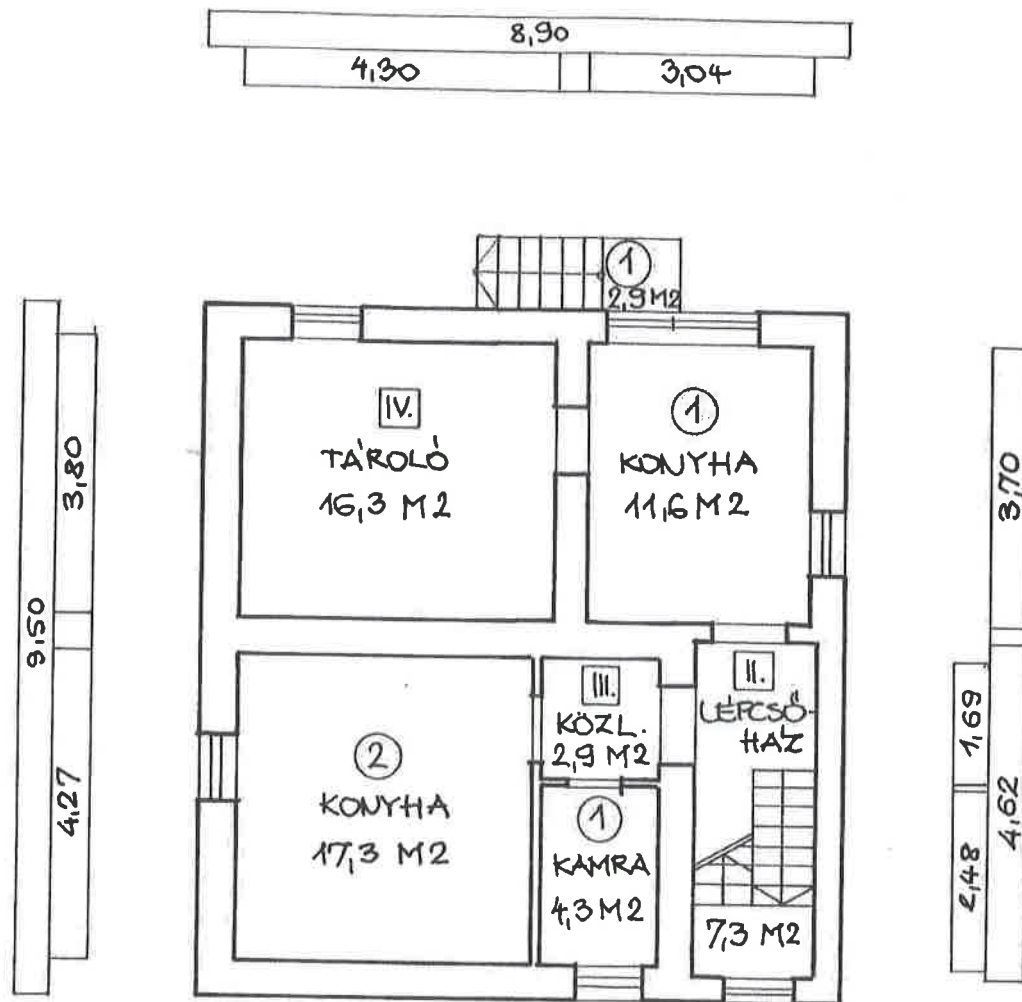 8,90
4,30
3,04
1
2,9 M2
IV.
TÁROLÓ
16,3 M2
1
KONYHA
11,6 M2
3,80
9,50
4,27
3,70
1,69
4,62
2,48
III.
KÖZL.
2,9 M2
II.
LÉPCSŐ-
HÁZ
2
KONYHA
17,3 M2
1
KAMRA
4,3 M2
7,3 M2